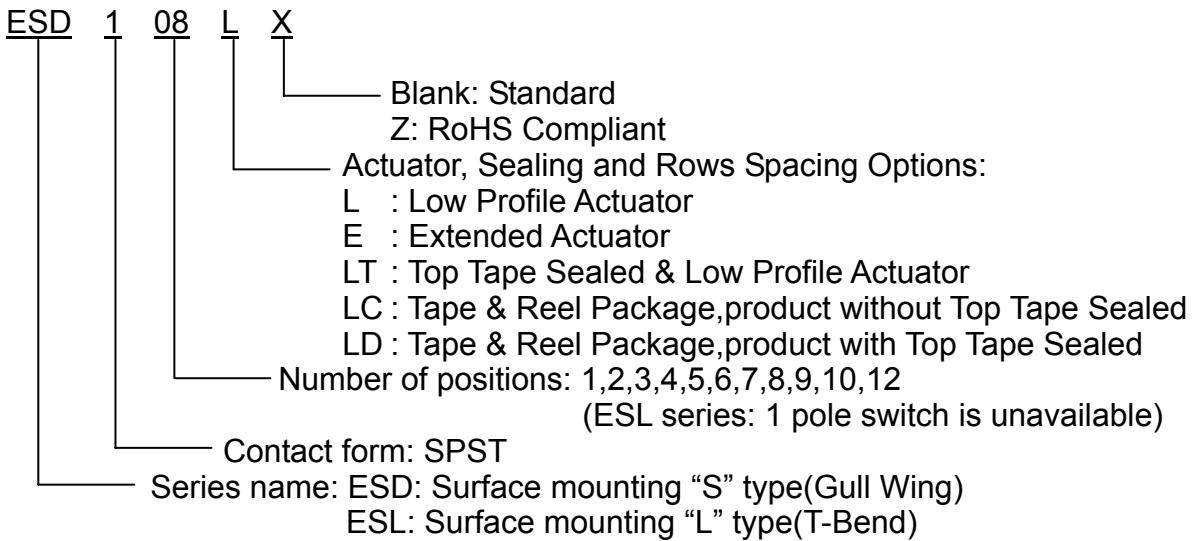 ESD 1 08 L X
Blank: Standard
Z: RoHS Compliant
Actuator, Sealing and Rows Spacing Options:
L : Low Profile Actuator
E : Extended Actuator
LT : Top Tape Sealed & Low Profile Actuator
LC : Tape & Reel Package,product without Top Tape Sealed
LD : Tape & Reel Package,product with Top Tape Sealed
Number of positions: 1,2,3,4,5,6,7,8,9,10,12
(ESL series: 1 pole switch is unavailable)
Contact form: SPST
Series name: ESD: Surface mounting “S” type(Gull Wing)
ESL: Surface mounting “L” type(T-Bend)